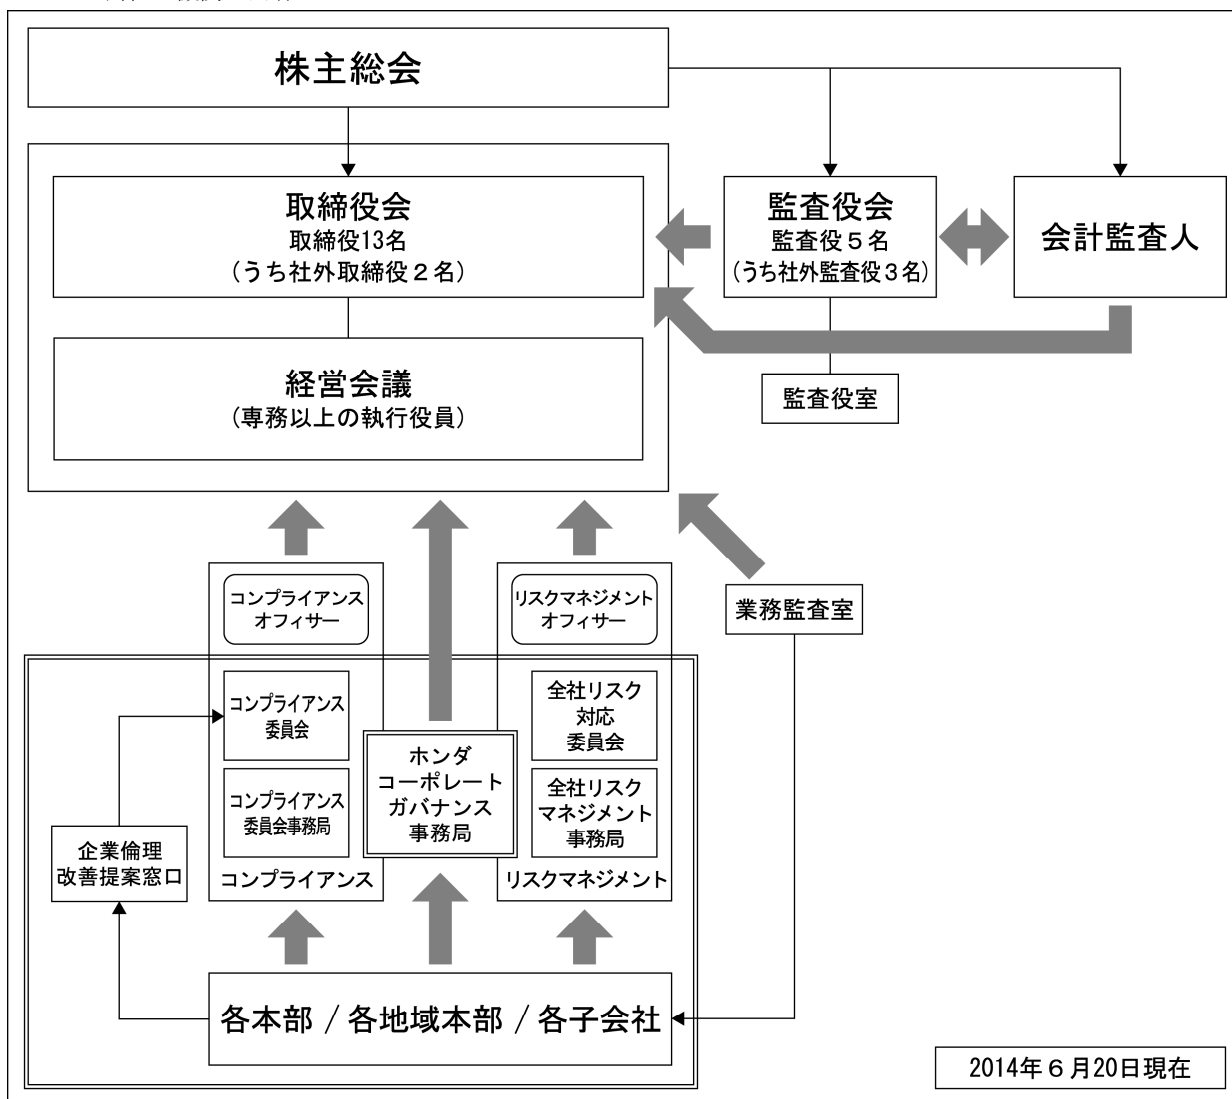 株主総会
取締役会
取締役13名
(うち社外取締役２名)
監査役会
監査役５名
(うち社外監査役３名)
会計監査人
経営会議
(専務以上の執行役員)
監査役室
コンプライアンス
オフィサー
リスクマネジメント
オフィサー
業務監査室
コンプライアンス
委員会
全社リスク
対応
委員会
ホンダ
コーポレート
ガバナンス
事務局
コンプライアンス
委員会事務局
全社リスク
マネジメント
事務局
企業倫理
改善提案窓口
コンプライアンス
リスクマネジメント
各本部 / 各地域本部 / 各子会社
2014年６月20日現在